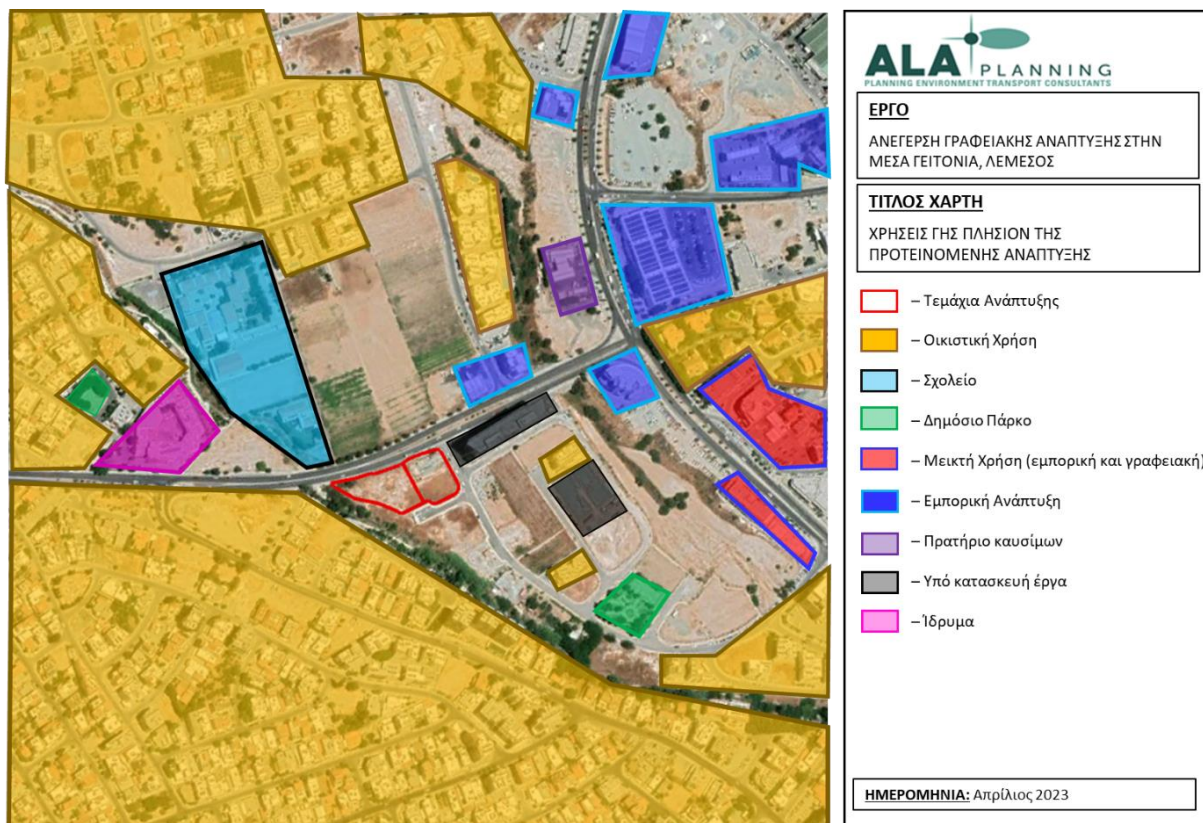 ALA PLANNING
PLANNING ENVIRONMENT TRANSPORT CONSULTANTS
ΕΡΓΟ
ΑΝΕΓΕΡΣΗ ΓΡΑΦΕΙΑΚΗΣ ΑΝΑΠΤΥΞΗΣ ΣΤΗΝ
ΜΕΣΑ ΓΕΙΤΟΝΙΑ, ΛΕΜΕΣΟΣ
ΤΙΤΛΟΣ ΧΑΡΤΗ
ΧΡΗΣΕΙΣ ΓΗΣ ΠΛΗΣΙΟΝ ΤΗΣ
ΠΡΟΤΕΙΝΟΜΕΝΗΣ ΑΝΑΠΤΥΞΗΣ
– Τεμάχια Ανάπτυξης
– Οικιστική Χρήση
– Σχολείο
– Δημόσιο Πάρκο
– Μεικτή Χρήση (εμπορική και γραφειακή)
– Εμπορική Ανάπτυξη
– Πρατήριο καυσίμων
– Υπό κατασκευή έργα
– Ίδρυμα
ΗΜΕΡΟΜΗΝΙΑ: Απρίλιος 2023